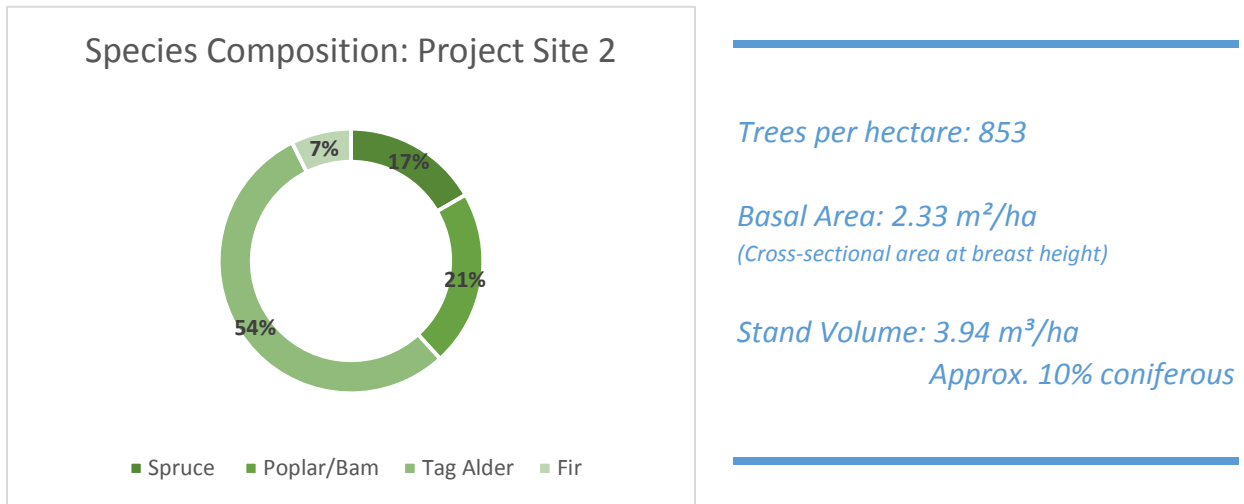 Species Composition: Project Site 2
7%
17%
21%
54%
Spruce Poplar/Bam Tag Alder Fir
Trees per hectare: 853
Basal Area: 2.33 m²/ha
(Cross-sectional area at breast height)
Stand Volume: 3.94 m³/ha
Approx. 10% coniferous